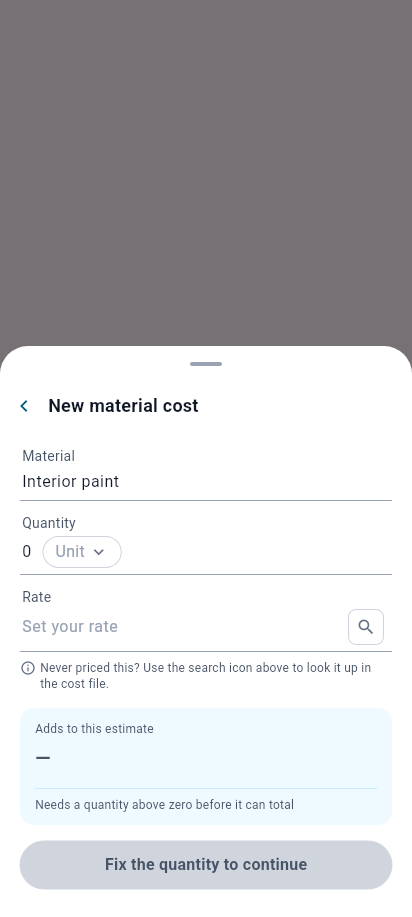 New material cost
Material
Interior paint
Quantity
0 Unit
Rate
Set your rate
Never priced this? Use the search icon above to look it up in
the cost file.
Adds to this estimate
—
Needs a quantity above zero before it can total
Fix the quantity to continue